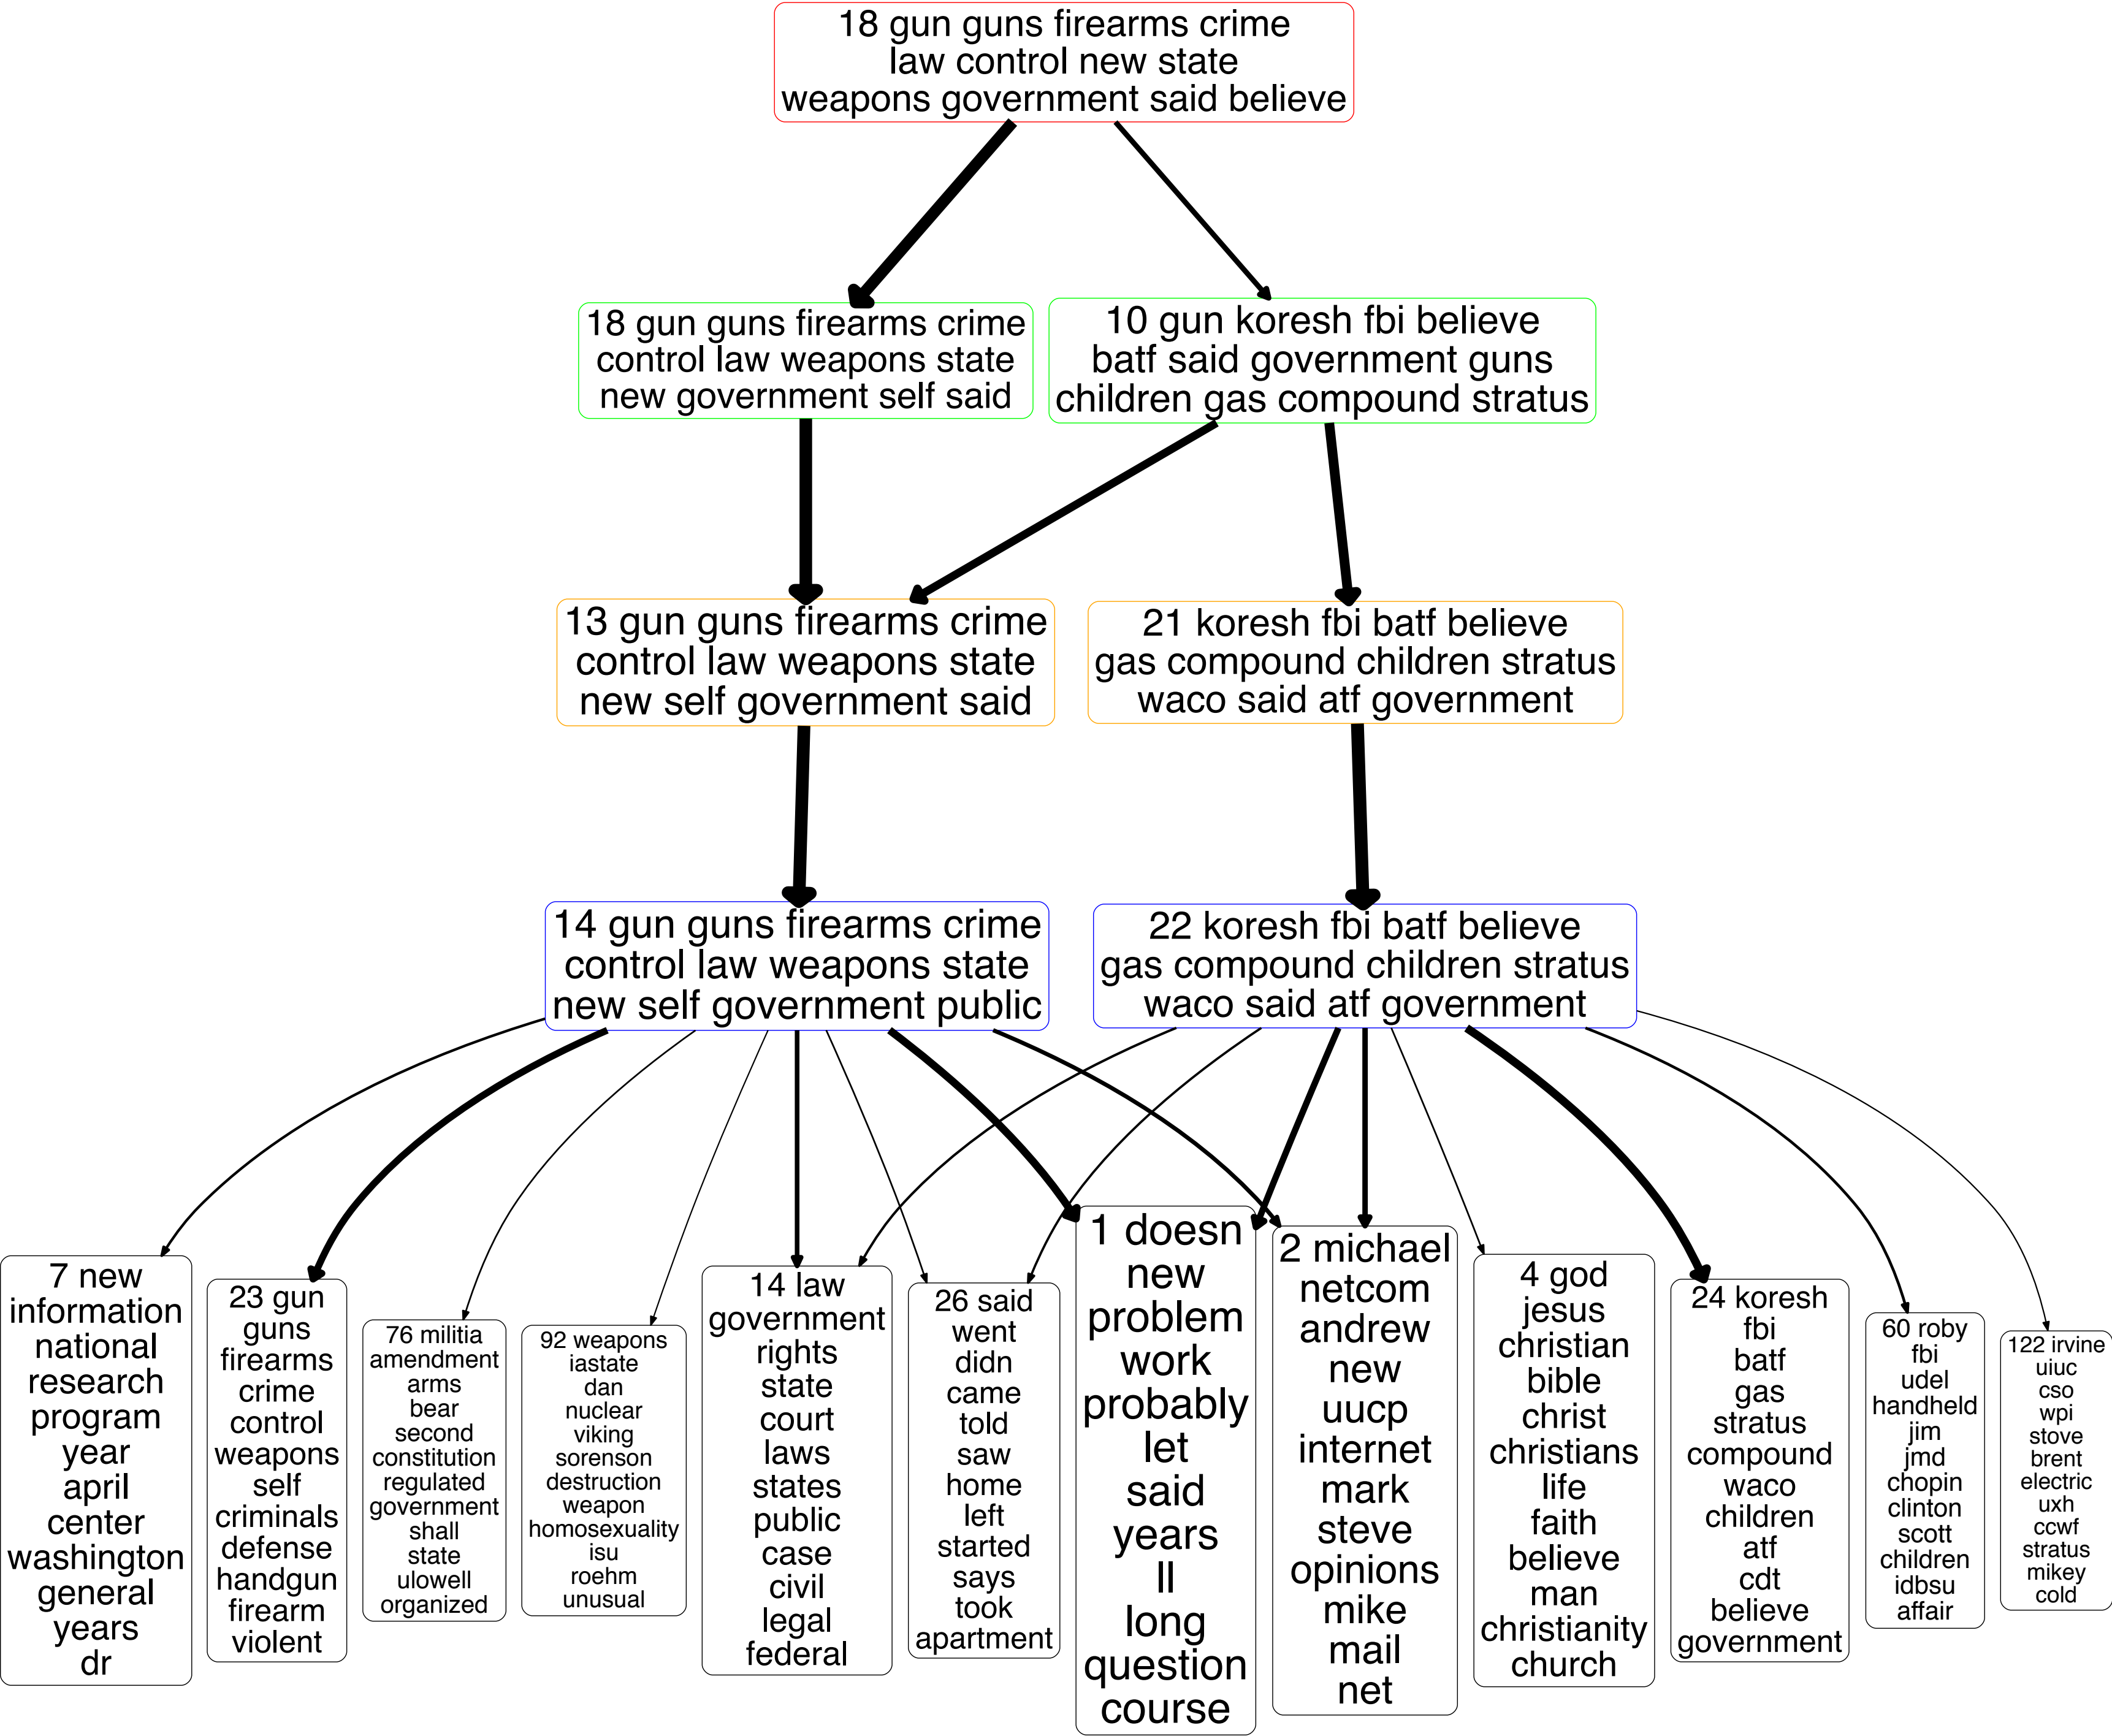 18 gun guns firearms crime
law control new state
weapons government said believe
18 gun guns firearms crime
control law weapons state
new government self said
10 gun koresh fbi believe
batf said government guns
children gas compound stratus
13 gun guns firearms crime
control law weapons state
new self government said
21 koresh fbi batf believe
gas compound children stratus
waco said atf government
14 gun guns firearms crime
control law weapons state
new self government public
22 koresh fbi batf believe
gas compound children stratus
waco said atf government
7 new
information
national
research
program
year
april
center
washington
general
years
dr
23 gun
guns
firearms
crime
control
weapons
self
criminals
defense
handgun
firearm
violent
76 militia
amendment
arms
bear
second
constitution
regulated
government
shall
state
ulowell
organized
92 weapons
iastate
dan
nuclear
viking
sorenson
destruction
weapon
homosexuality
isu
roehm
unusual
14 law
government
rights
state
court
laws
states
public
case
civil
legal
federal
26 said
went
didn
came
told
saw
home
left
started
says
took
apartment
1 doesn
new
problem
work
probably
let
said
years
ll
long
question
course
2 michael
netcom
andrew
new
uucp
internet
mark
steve
opinions
mike
mail
net
4 god
jesus
christian
bible
christ
christians
life
faith
believe
man
christianity
church
24 koresh
fbi
batf
gas
stratus
compound
waco
children
atf
cdt
believe
government
60 roby
fbi
udel
handheld
jim
jmd
chopin
clinton
scott
children
idbsu
affair
122 irvine
uiuc
cso
wpi
stove
brent
electric
uxh
ccwf
stratus
mikey
cold